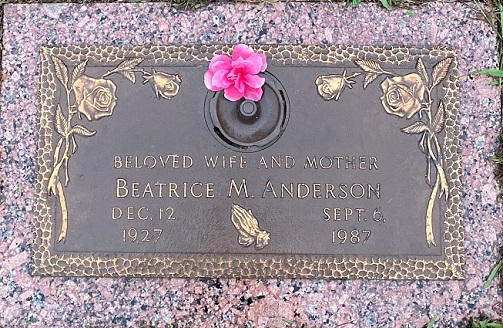 BELOVED WIFE AND MOTHER
BEATRICE M. ANDERSON
DEC. 12, SEPT. 6,
1927 1987